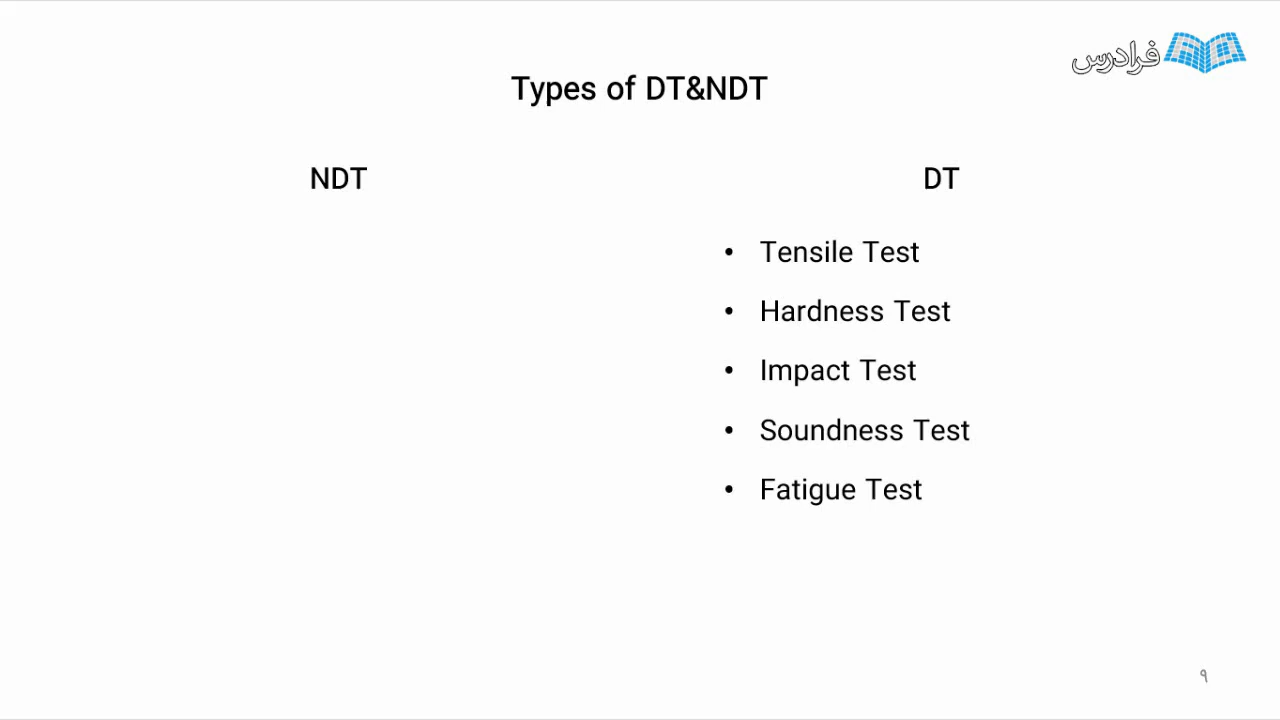 فرادرس
Types of DT&NDT
NDT
DT
• Tensile Test
• Hardness Test
• Impact Test
• Soundness Test
• Fatigue Test
۹